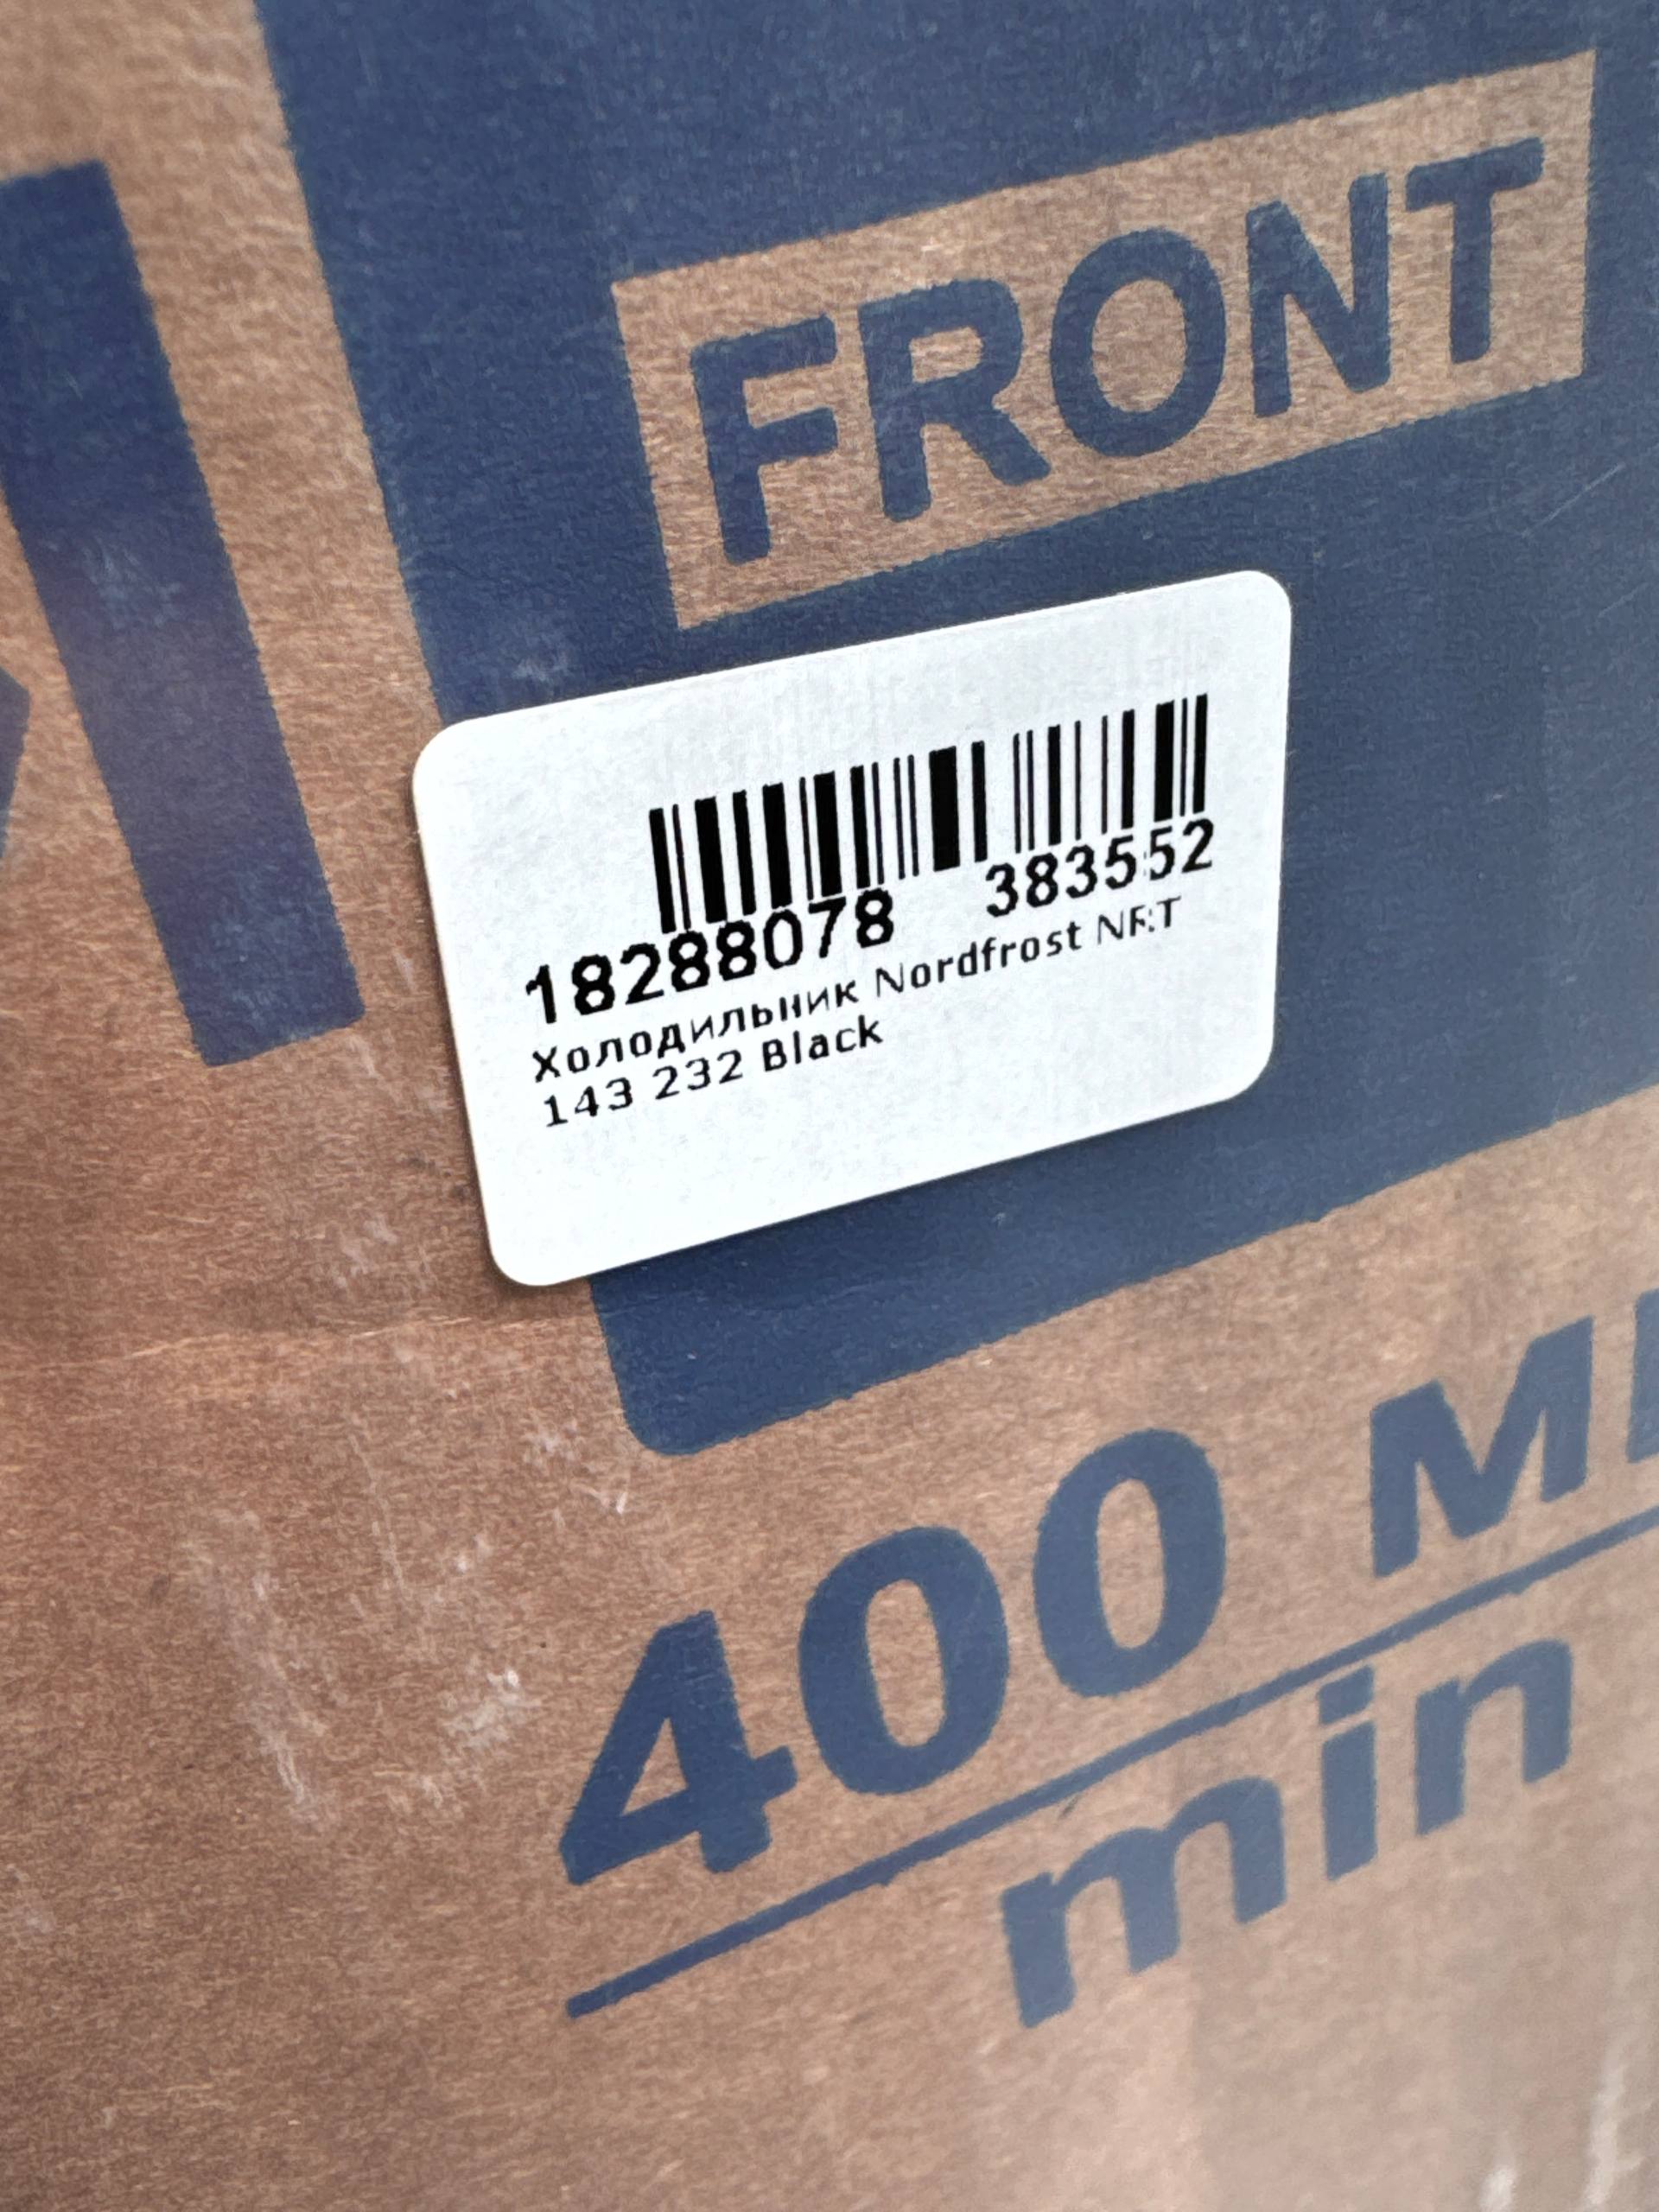 FRONT
18288078 383552
Холодильник Nordfrost NRT
143 232 Black
400
min